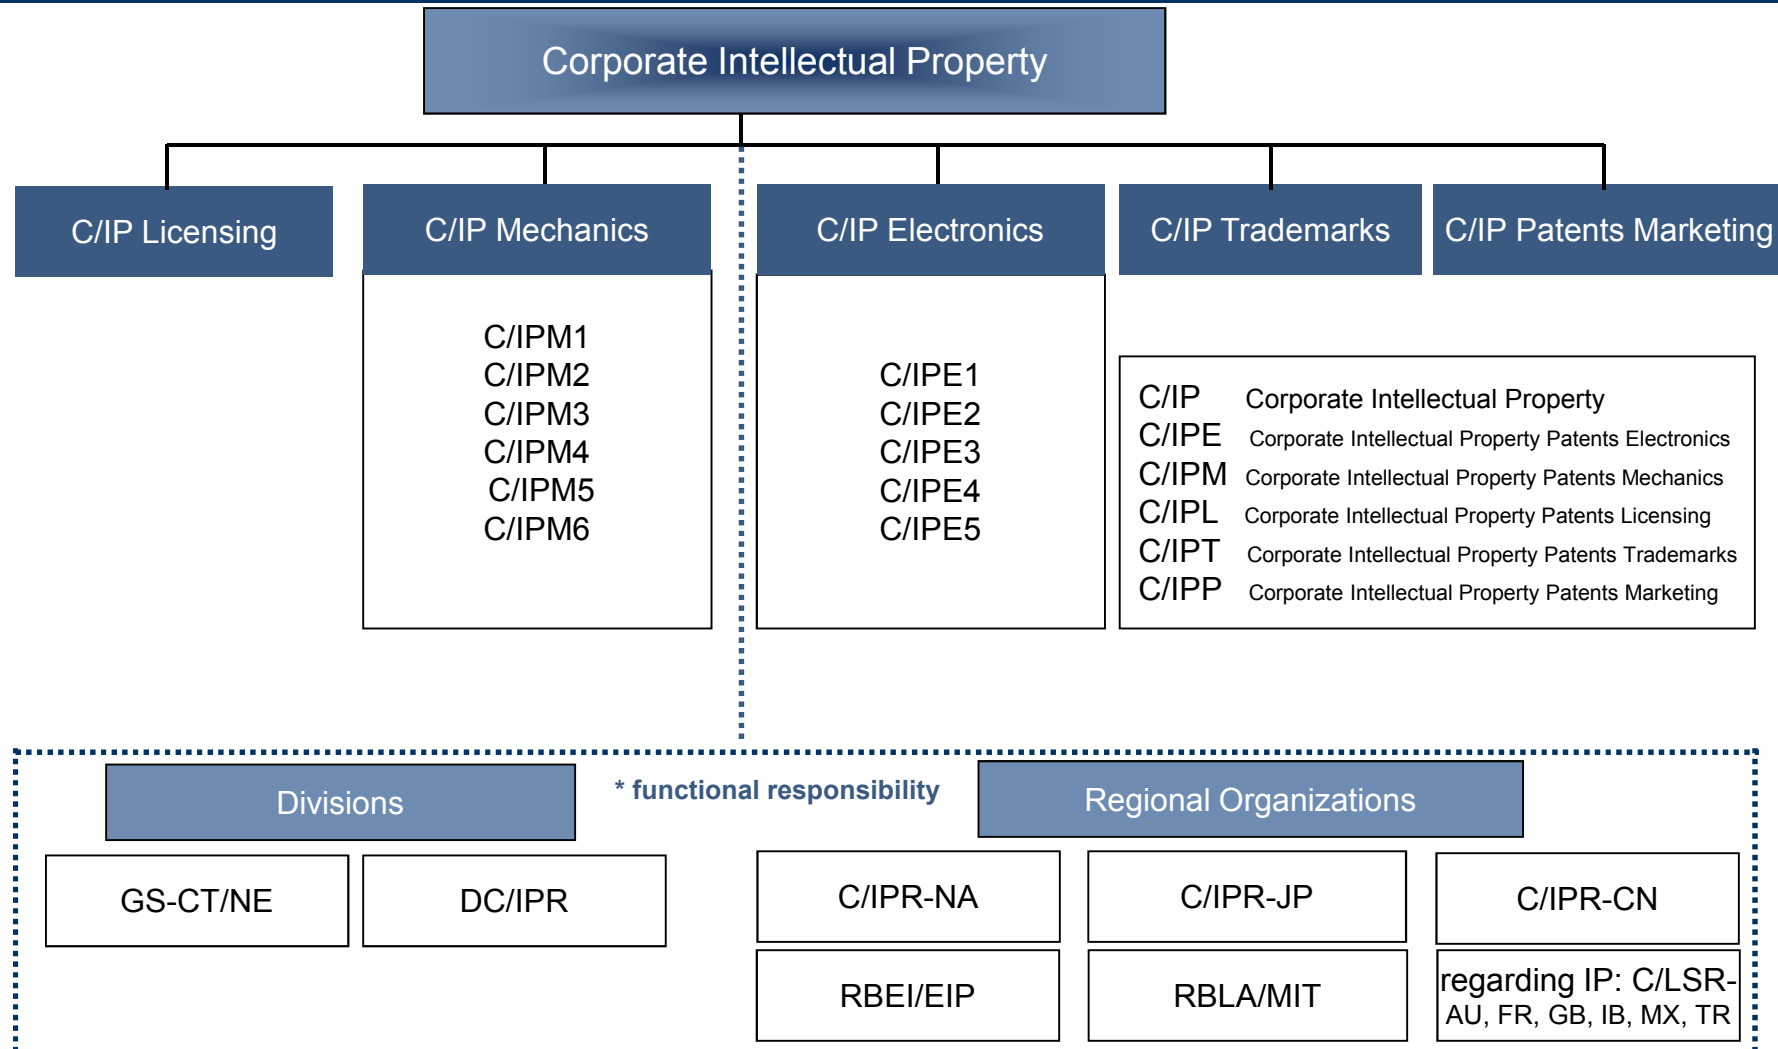 Corporate Intellectual Property
C/IP Licensing
C/IP Mechanics
C/IP Electronics
C/IP Trademarks
C/IP Patents Marketing
C/IPM1
C/IPM2
C/IPM3
C/IPM4
C/IPM5
C/IPM6
C/IPE1
C/IPE2
C/IPE3
C/IPE4
C/IPE5
C/IP Corporate Intellectual Property
C/IPE Corporate Intellectual Property Patents Electronics
C/IPM Corporate Intellectual Property Patents Mechanics
C/IPL Corporate Intellectual Property Patents Licensing
C/IPT Corporate Intellectual Property Patents Trademarks
C/IPP Corporate Intellectual Property Patents Marketing
Divisions
* functional responsibility
Regional Organizations
GS-CT/NE
DC/IPR
C/IPR-NA
C/IPR-JP
C/IPR-CN
RBEI/EIP
RBLA/MIT
regarding IP: C/LSR-
AU, FR, GB, IB, MX, TR